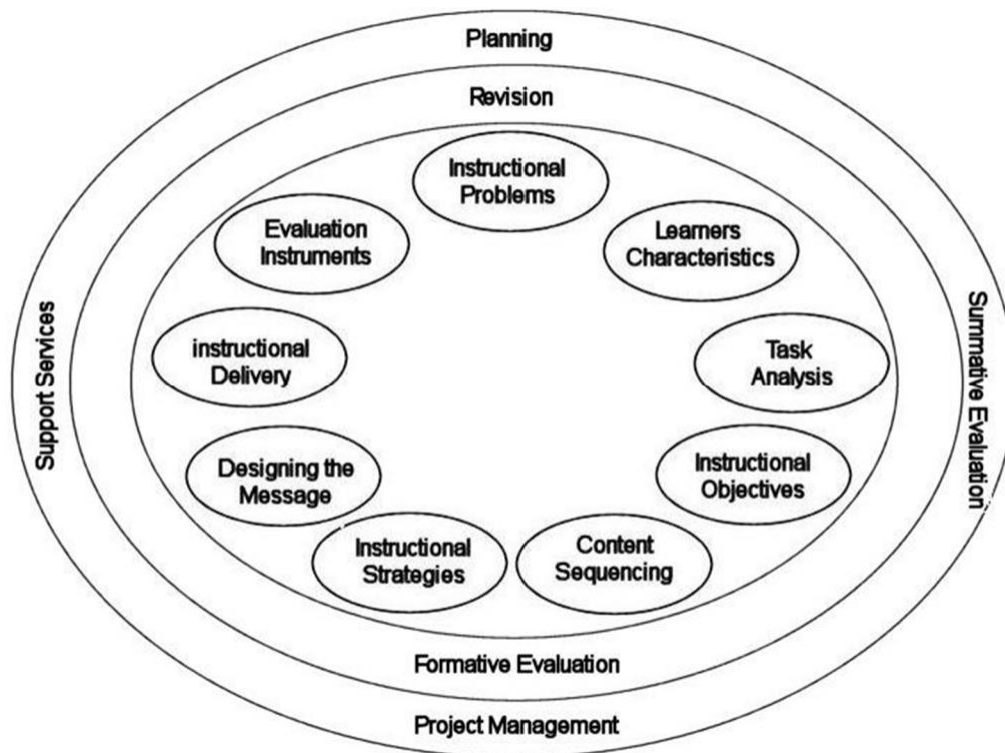 Planning
Revision
Instructional
Problems
Learners
Characteristics
Task
Analysis
Instructional
Objectives
Content
Sequencing
Instructional
Strategies
Designing the
Message
instructional
Delivery
Evaluation
Instruments
Support Services
Summative Evaluation
Formative Evaluation
Project Management